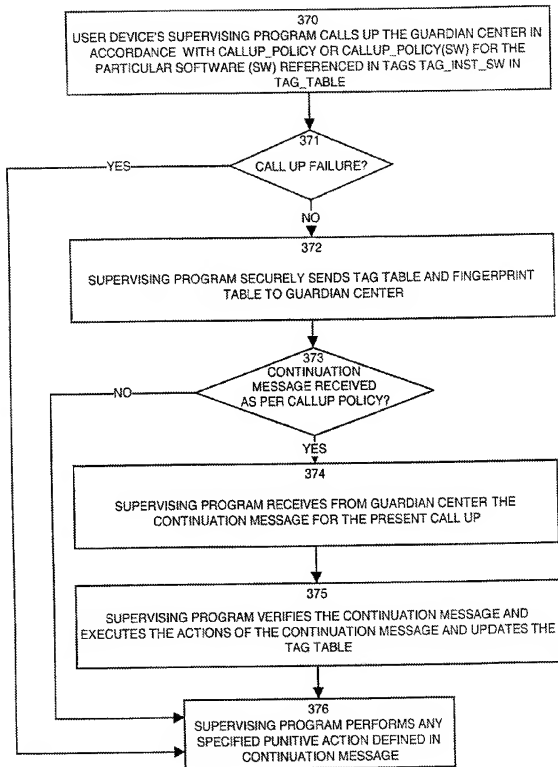 370
USER DEVICE'S SUPERVISING PROGRAM CALLS UP THE GUARDIAN CENTER IN
ACCORDANCE WITH CALLUP_POLICY OR CALLUP_POLICY(SW) FOR THE
PARTICULAR SOFTWARE (SW) REFERENCED IN TAGS TAG_INST_SW IN
TAG_TABLE
371
CALL UP FAILURE?
YES
NO
372
SUPERVISING PROGRAM SECURELY SENDS TAG TABLE AND FINGERPRINT
TABLE TO GUARDIAN CENTER
373
CONTINUATION
MESSAGE RECEIVED
AS PER CALLUP POLICY?
NO
YES
374
SUPERVISING PROGRAM RECEIVES FROM GUARDIAN CENTER THE
CONTINUATION MESSAGE FOR THE PRESENT CALL UP
375
SUPERVISING PROGRAM VERIFIES THE CONTINUATION MESSAGE AND
EXECUTES THE ACTIONS OF THE CONTINUATION MESSAGE AND UPDATES THE
TAG TABLE
376
SUPERVISING PROGRAM PERFORMS ANY
SPECIFIED PUNITIVE ACTION DEFINED IN
CONTINUATION MESSAGE